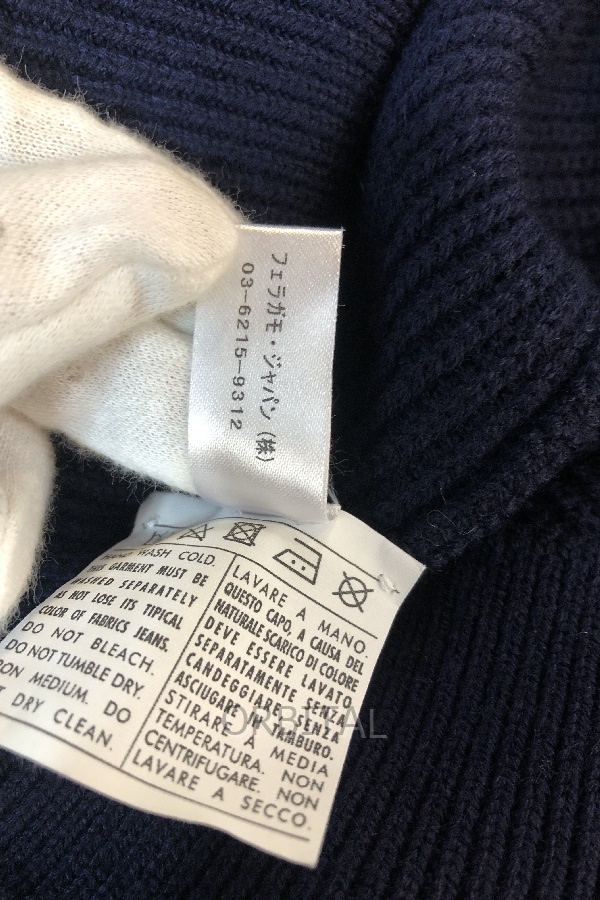 フェラガモ・ジャパン(株)
03-6215-9312
WASH COLD.
THIS GARMENT MUST BE
WASHED SEPARATELY
AS NOT LOSE ITS TIPICAL
COLOR OF FABRICS JEANS.
DO NOT BLEACH.
DO NOT TUMBLE DRY.
MEDIUM. DO
DRY CLEAN.
LAVARE A MANO.
QUESTO CAPO, A CAUSA DEL
NATURALE SCARICO DI COLORE
DEVE ESSERE LAVATO
SEPARATAMENTE SENZA
CANDEGGIARE SENZA
ASCIUGARE IN TAMBURO.
STIRARE A MEDIA
TEMPERATURA. NON
CENTRIFUGARE. NON
LAVARE A SECCO.
ORBITAL